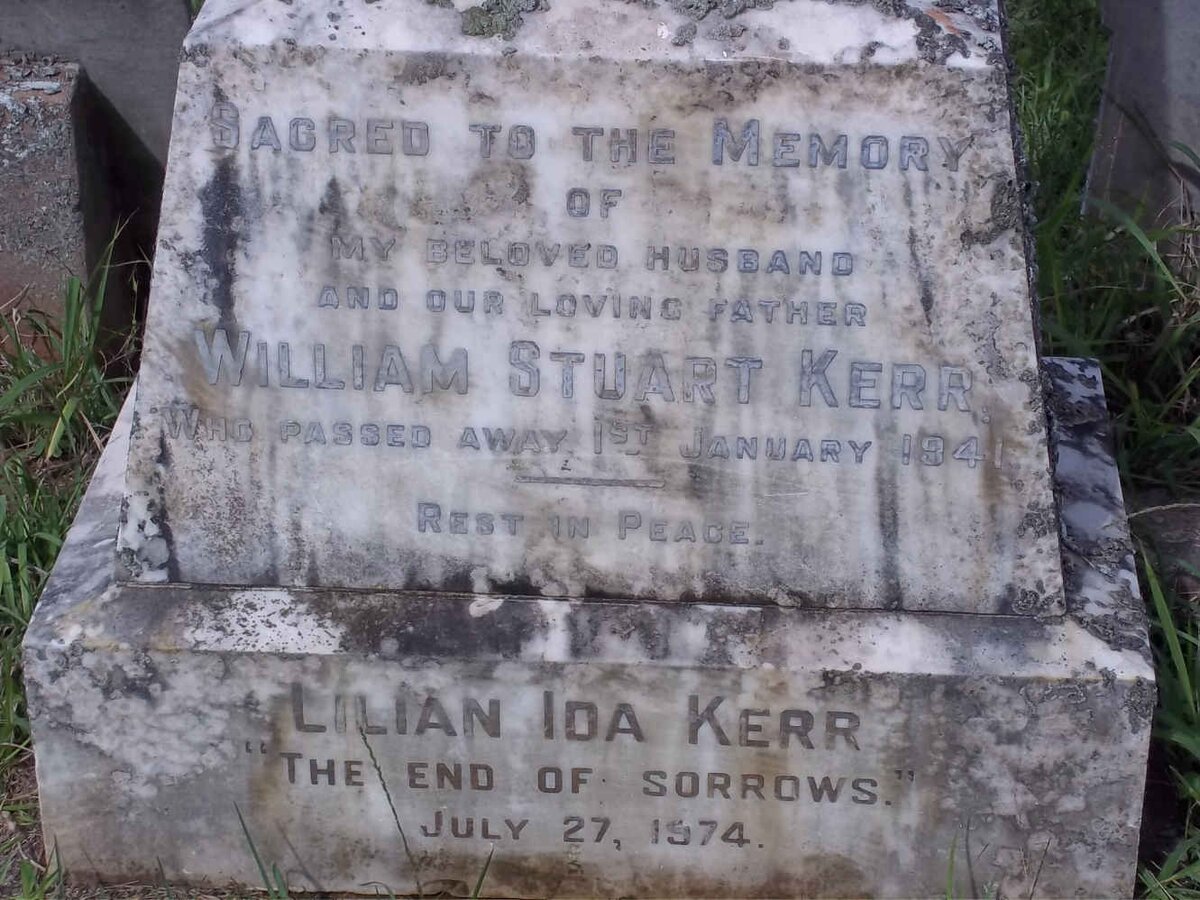 SACRED TO THE MEMORY
OF
MY BELOVED HUSBAND
AND OUR LOVING FATHER
WILLIAM STUART KERR,
WHO PASSED AWAY 1ST JANUARY 1941
REST IN PEACE.
LILIAN IDA KERR
"THE END OF SORROWS."
JULY 27, 1974.